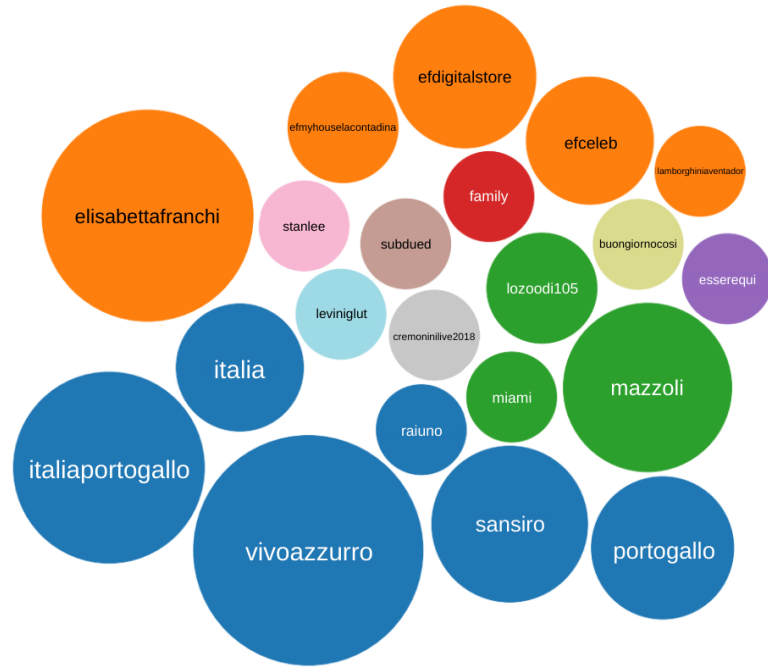 efdigitalstore
efmyhouselacontadina
efceleb
lamborghiniaventador
family
elisabettafranchi
stanlee
subdued
buongiornocosi
esserequi
lozoodi105
leviniglut
cremoninilive2018
italia
mazzoli
miami
raiuno
italiaportogallo
vivoazzurro
sansiro
portogallo